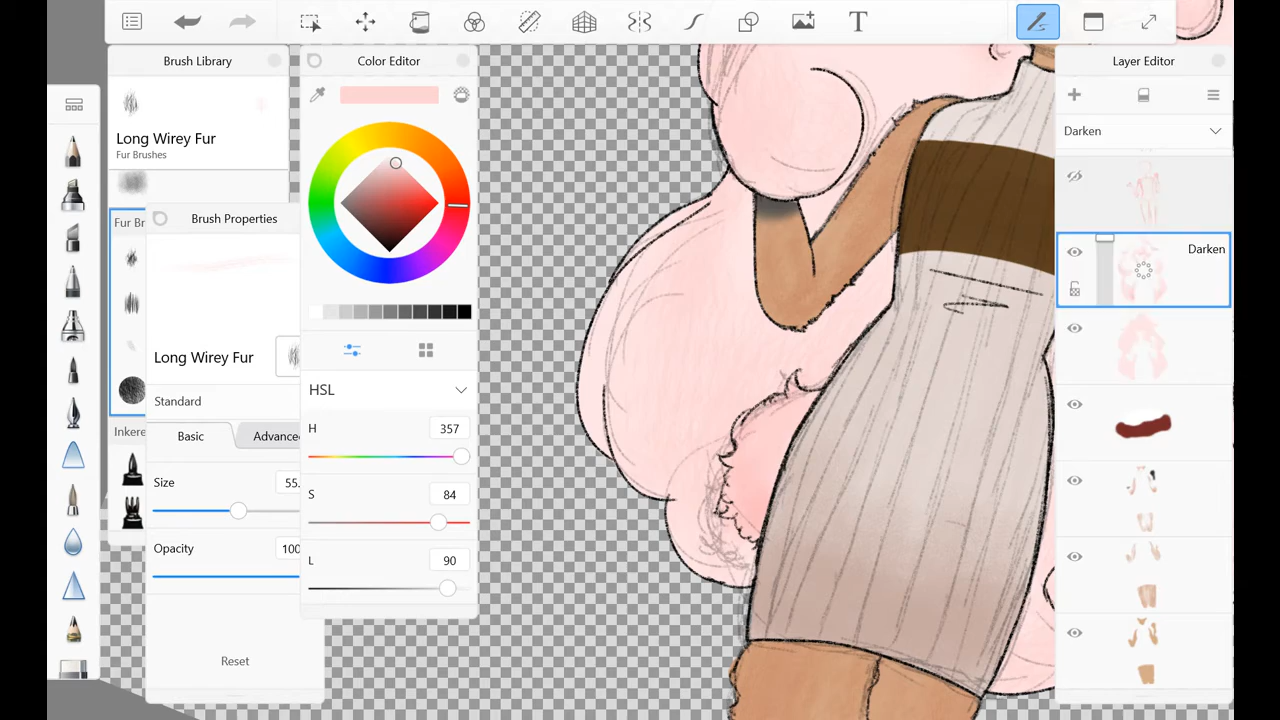 T
Brush Library
Color Editor
Layer Editor
Long Wirey Fur
Fur Brushes
Darken
Fur Br
Brush Properties
Darken
Long Wirey Fur
Standard
HSL
Inkere
Basic
Advance
H
357
Size
55.
S
84
Opacity
100
L
90
Reset